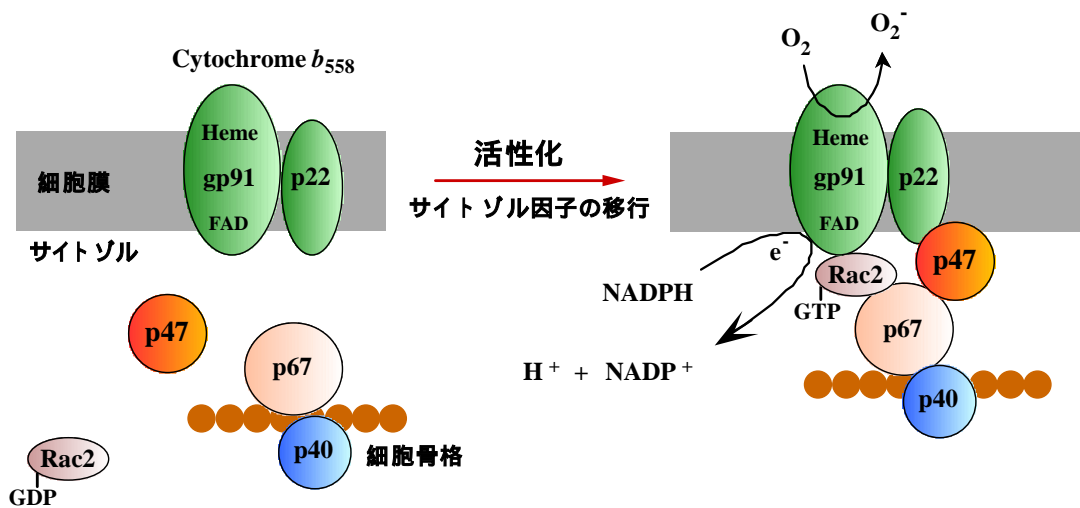 Cytochrome b558
Heme
gp91
FAD
p22
細胞膜
サイトゾル
p47
p67
p40
細胞骨格
Rac2
GDP
活性化
サイトゾル因子の移行
O2
O2-
Heme
gp91
FAD
p22
e-
NADPH
H+ + NADP+
Rac2
GTP
p47
p67
p40